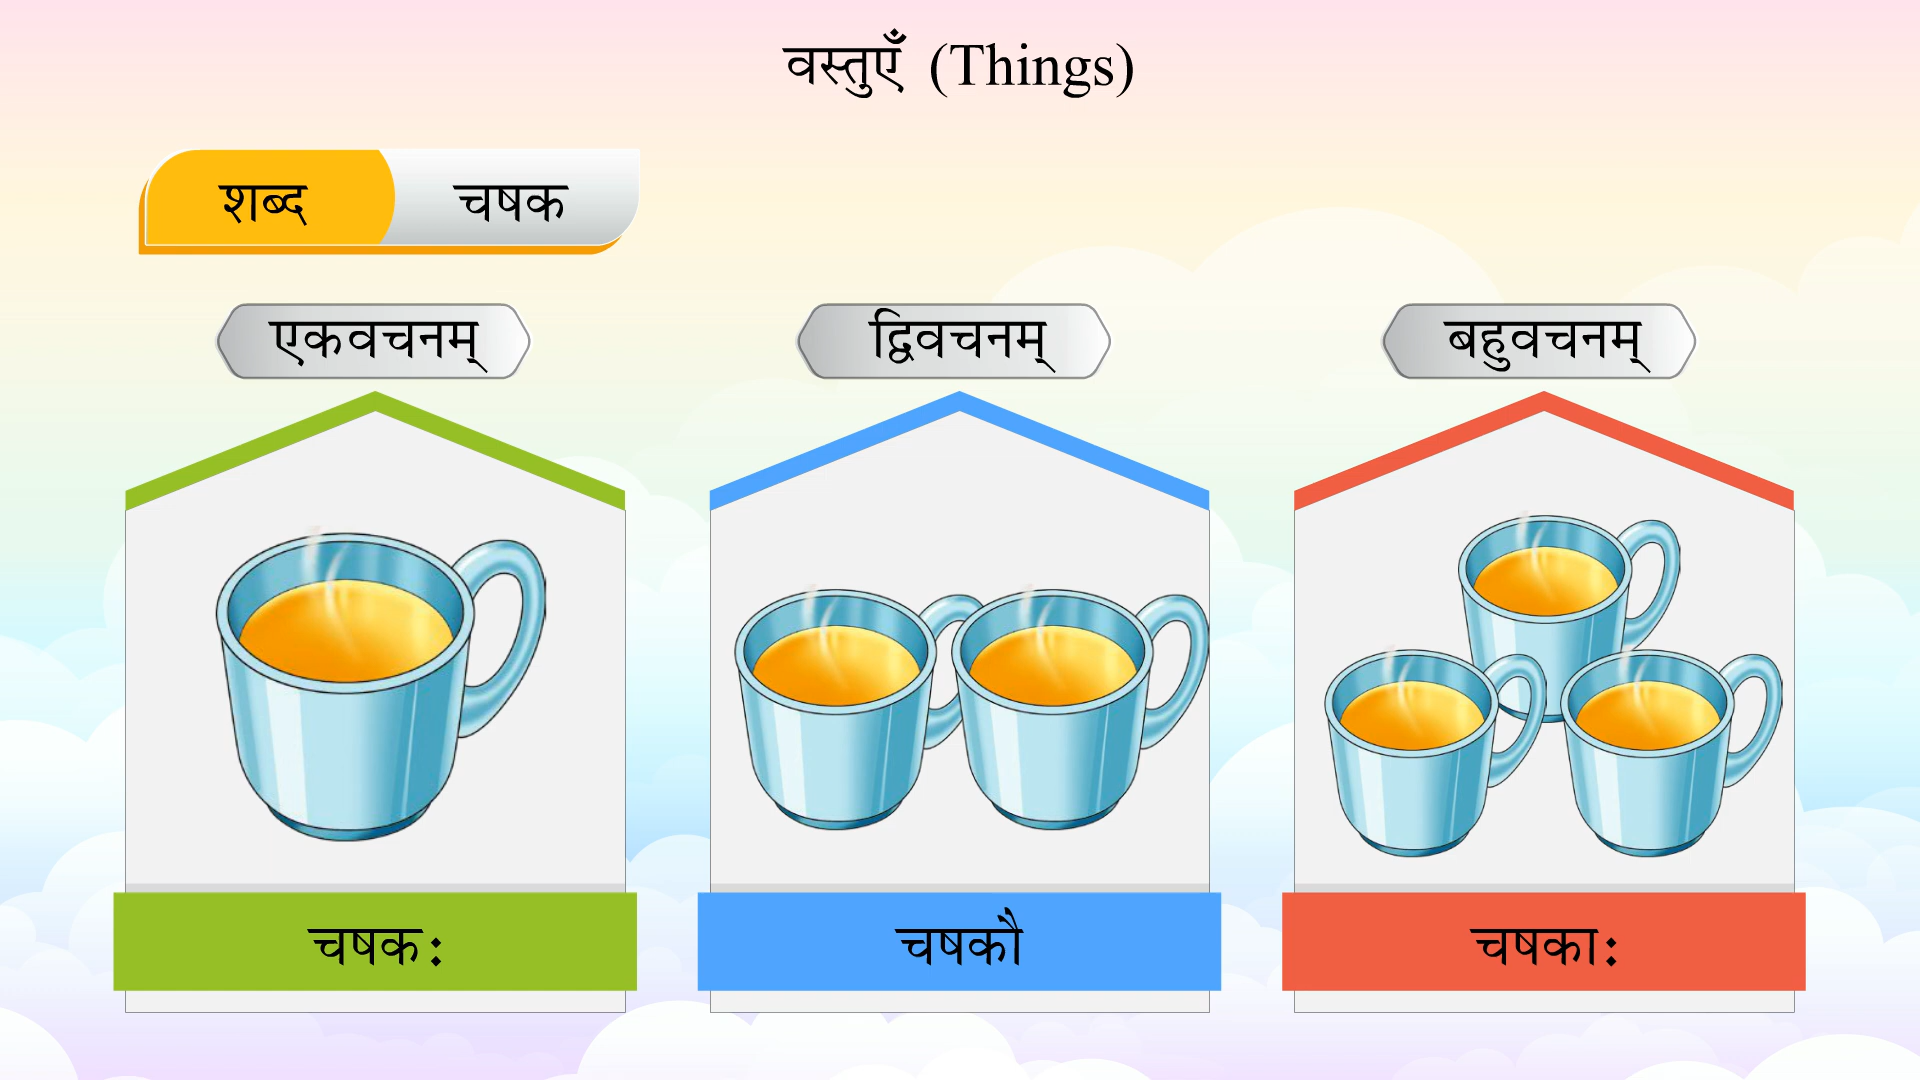 वस्तुएँ (Things)
शब्द चषक
एकवचनम् द्विवचनम् बहुवचनम्
चषकः चषकौ चषकाः